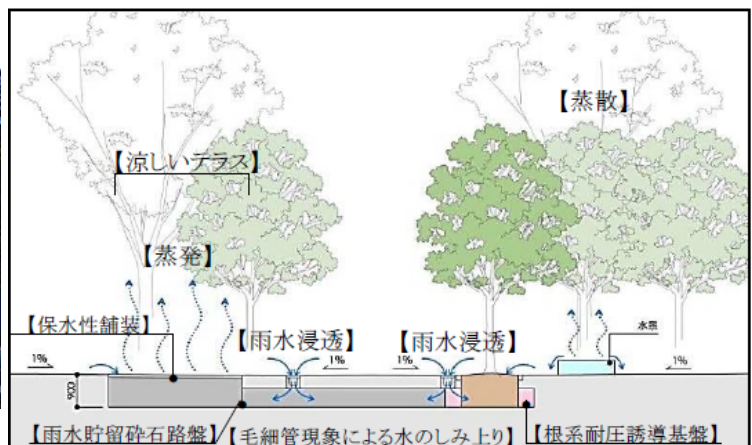 【蒸散】
【涼しいテラス】
【蒸発】
【保水性舗装】
水景
【雨水浸透】 【雨水浸透】
1% 1% 1% 1%
900
【雨水貯留砕石路盤】 【毛細管現象による水のしみ上り】 【根系耐圧誘導基盤】